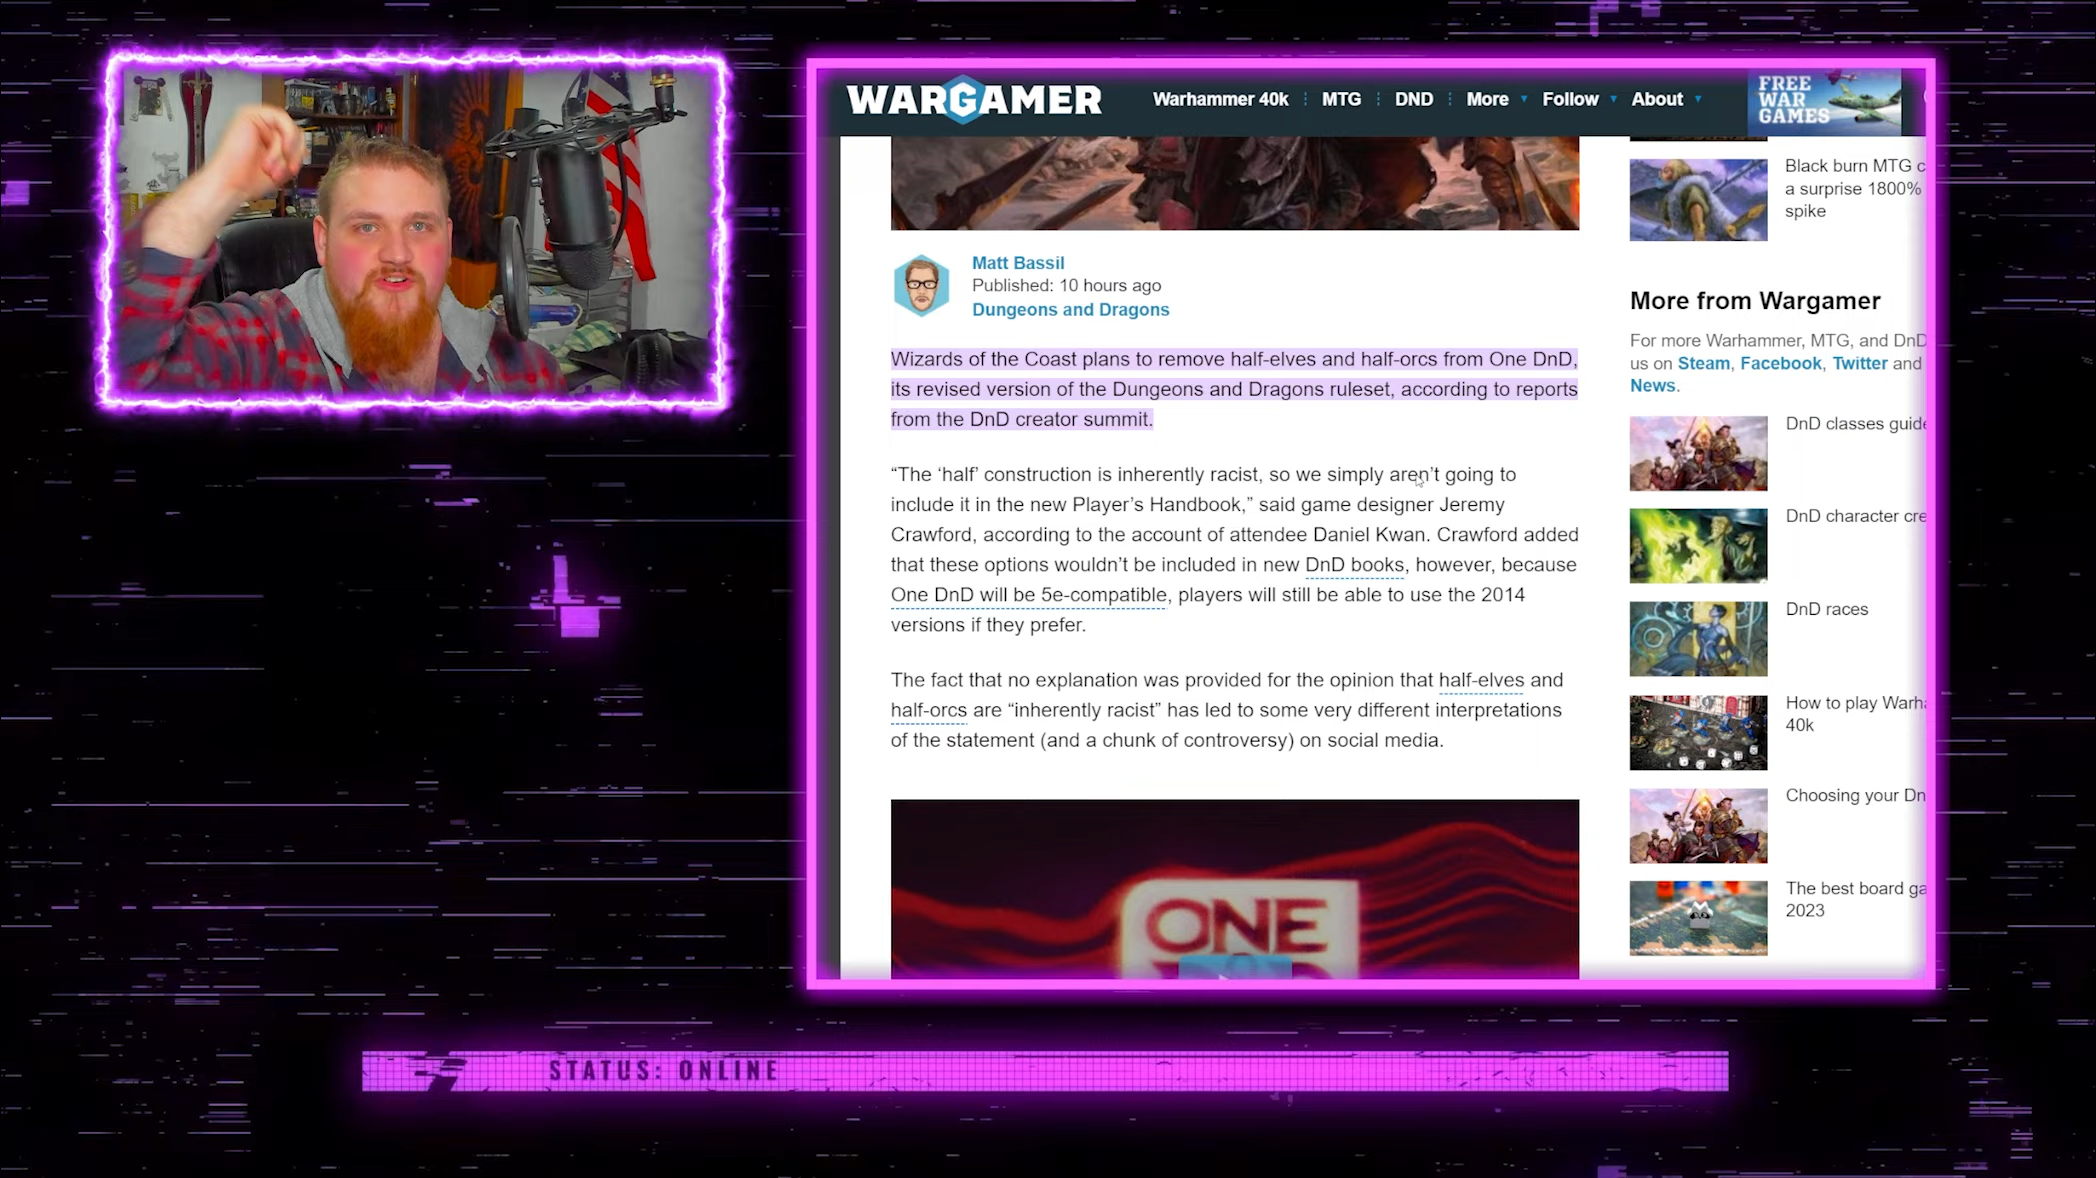 WARGAMER
Warhammer 40k
MTG
DND
More
Follow
About
FREE
WAR
GAMES
Black burn MTG c
a surprise 1800%
spike
Matt Bassil
Published: 10 hours ago
Dungeons and Dragons
Wizards of the Coast plans to remove half-elves and half-orcs from One DnD,
its revised version of the Dungeons and Dragons ruleset, according to reports
from the DnD creator summit.
“The ‘half’ construction is inherently racist, so we simply aren’t going to
include it in the new Player’s Handbook,” said game designer Jeremy
Crawford, according to the account of attendee Daniel Kwan. Crawford added
that these options wouldn’t be included in new DnD books, however, because
One DnD will be 5e-compatible, players will still be able to use the 2014
versions if they prefer.
The fact that no explanation was provided for the opinion that half-elves and
half-orcs are “inherently racist” has led to some very different interpretations
of the statement (and a chunk of controversy) on social media.
ONE
More from Wargamer
For more Warhammer, MTG, and DnD
us on Steam, Facebook, Twitter and
News.
DnD classes guide
DnD character cre
DnD races
How to play Warh
40k
Choosing your Dn
The best board ga
2023
STATUS: ONLINE